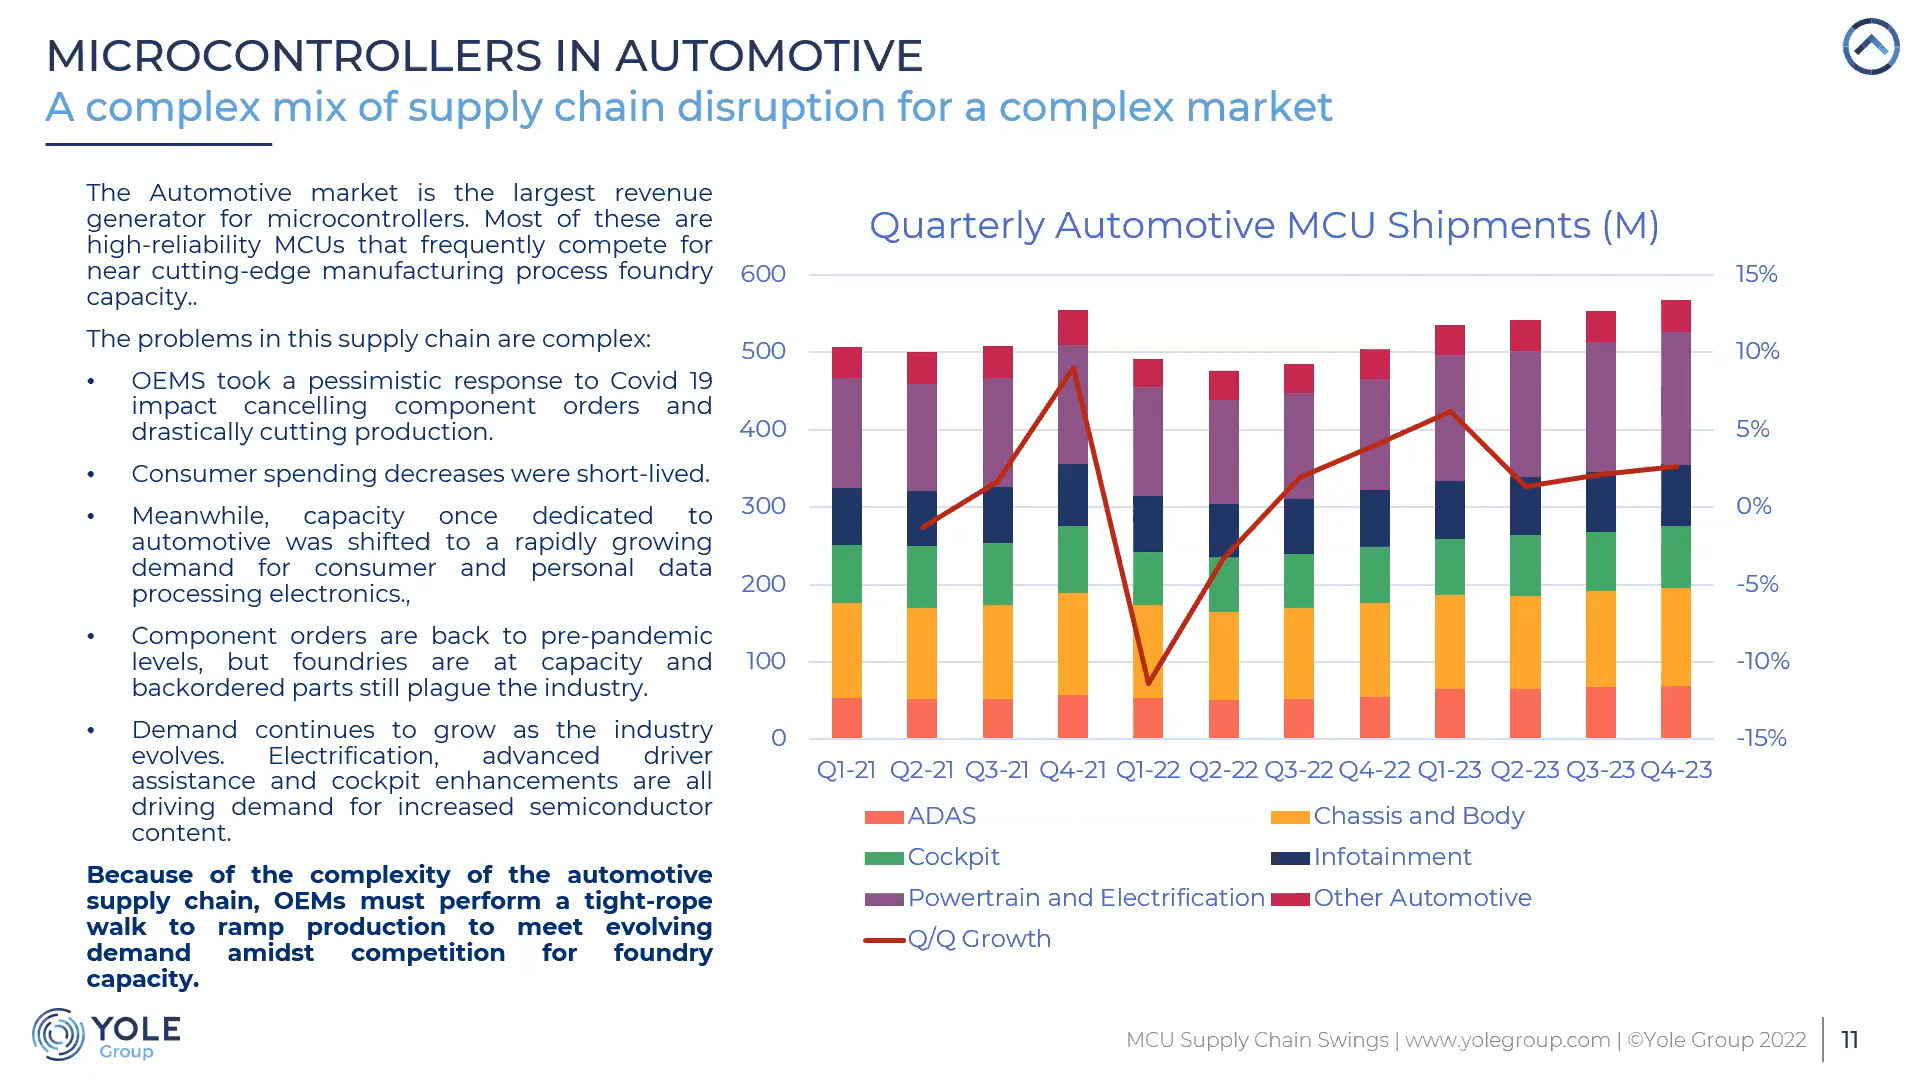 MICROCONTROLLERS IN AUTOMOTIVE
A complex mix of supply chain disruption for a complex market
The Automotive market is the largest revenue
generator for microcontrollers. Most of these are
high-reliability MCUs that frequently compete for
near cutting-edge manufacturing process foundry
capacity..
The problems in this supply chain are complex:
• OEMS took a pessimistic response to Covid 19
impact cancelling component orders and
drastically cutting production.
• Consumer spending decreases were short-lived.
• Meanwhile, capacity once dedicated to
automotive was shifted to a rapidly growing
demand for consumer and personal data
processing electronics.,
• Component orders are back to pre-pandemic
levels, but foundries are at capacity and
backordered parts still plague the industry.
• Demand continues to grow as the industry
evolves. Electrification, advanced driver
assistance and cockpit enhancements are all
driving demand for increased semiconductor
content.
Because of the complexity of the automotive
supply chain, OEMs must perform a tight-rope
walk to ramp production to meet evolving
demand amidst competition for foundry
capacity.
Quarterly Automotive MCU Shipments (M)
600 15%
500 10%
400 5%
300 0%
200 -5%
100 -10%
0 -15%
Q1-21 Q2-21 Q3-21 Q4-21 Q1-22 Q2-22 Q3-22 Q4-22 Q1-23 Q2-23 Q3-23 Q4-23
ADAS Chassis and Body
Cockpit Infotainment
Powertrain and Electrification Other Automotive
Q/Q Growth
YOLE
Group
MCU Supply Chain Swings | www.yolegroup.com | ©Yole Group 2022 11